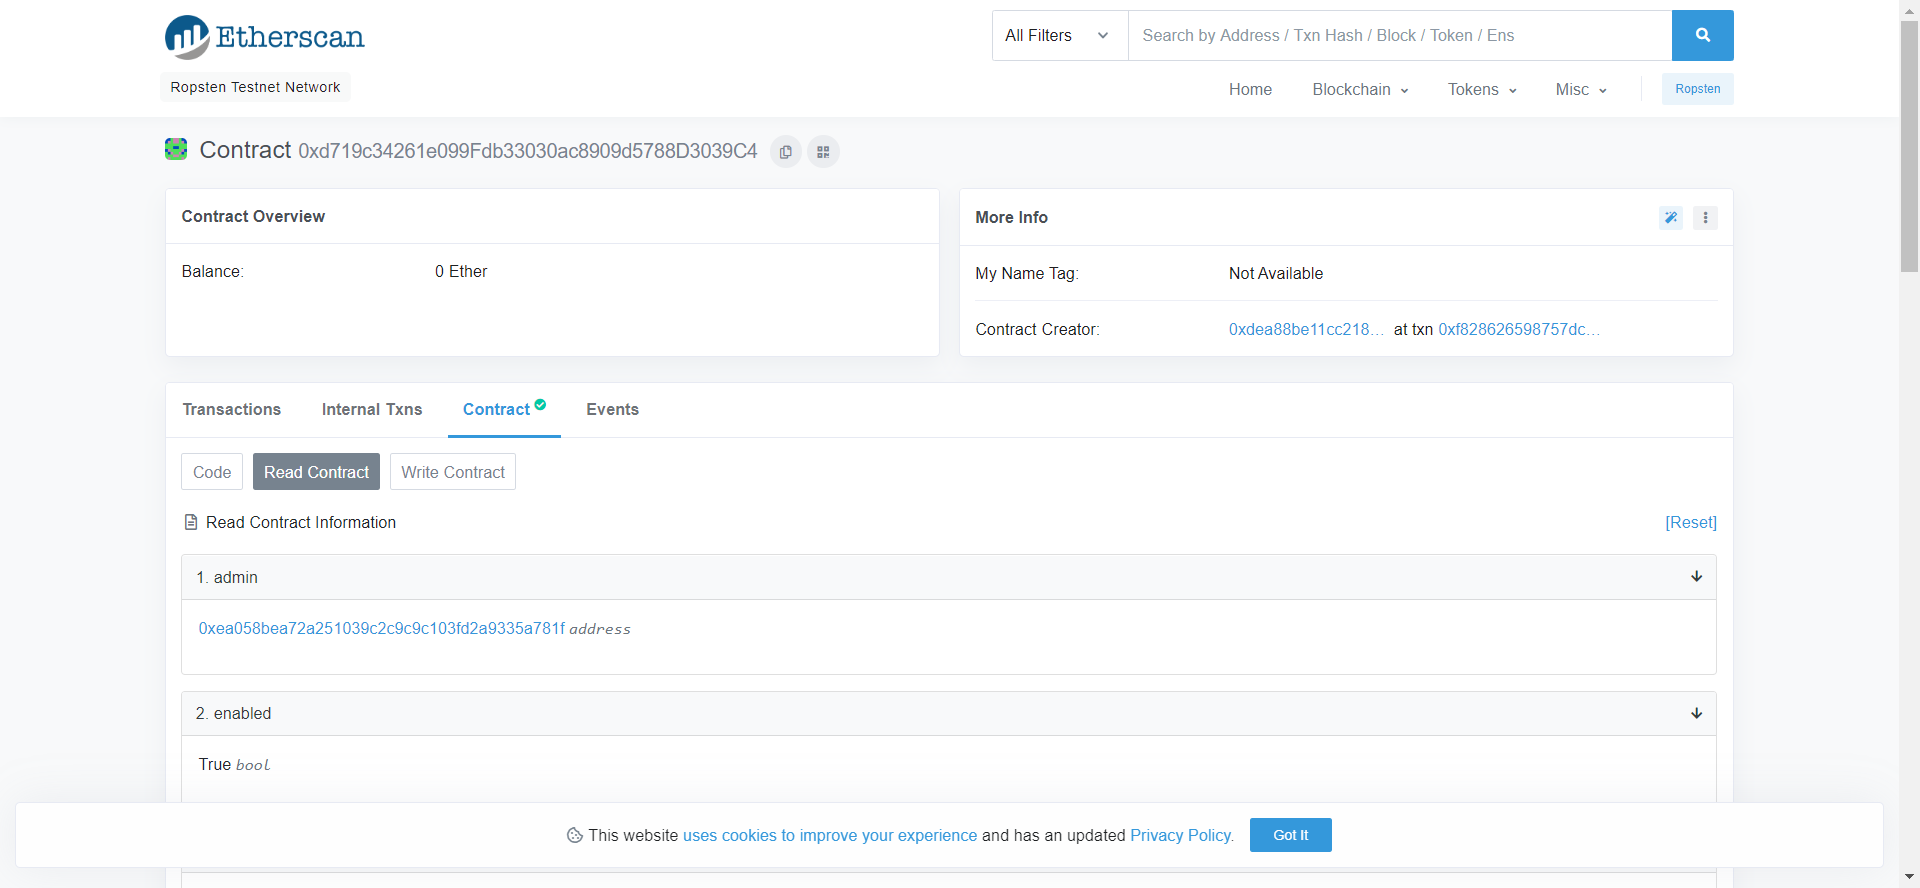 Etherscan
All Filters
Search by Address / Txn Hash / Block / Token / Ens
Ropsten Testnet Network
Home Blockchain Tokens Misc Ropsten
Contract 0xd719c34261e099Fdb33030ac8909d5788D3039C4
Contract Overview
Balance: 0 Ether
More Info
My Name Tag: Not Available
Contract Creator: 0xdea88be11cc218... at txn 0xf828626598757dc...
Transactions Internal Txns Contract Events
Code Read Contract Write Contract
Read Contract Information [Reset]
1. admin
0xea058bea72a251039c2c9c9c103fd2a9335a781f address
2. enabled
True bool
This website uses cookies to improve your experience and has an updated Privacy Policy. Got It